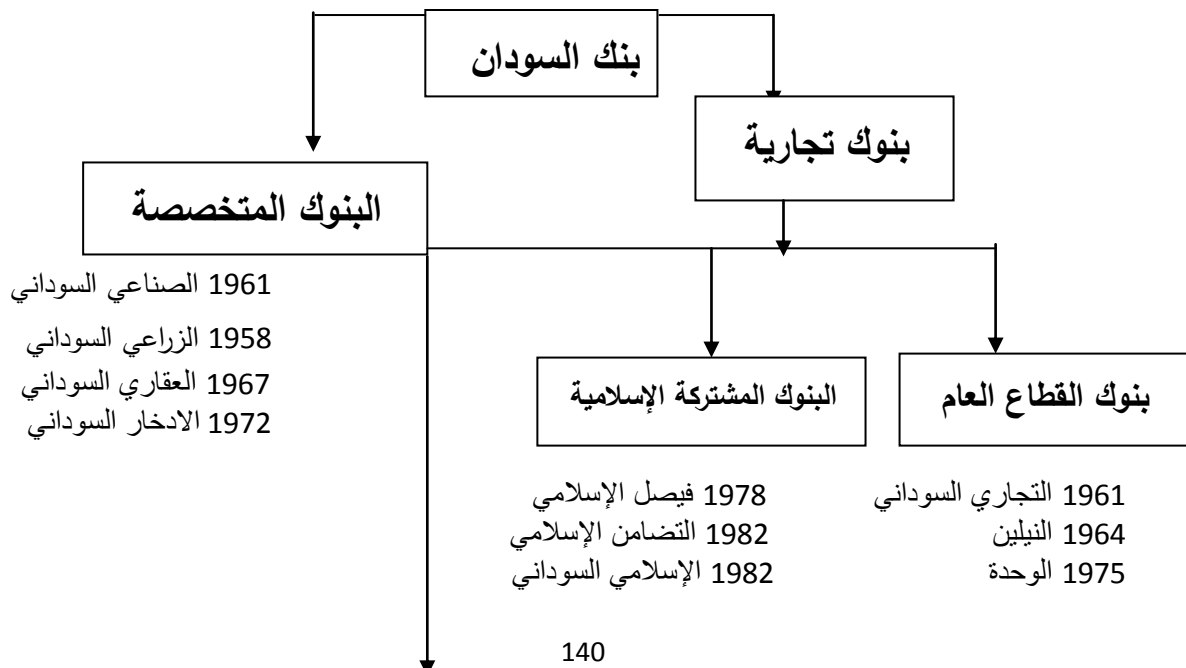 بنك السودان
بنوك تجارية
البنوك المتخصصة
1961 الصناعي السوداني
1958 الزراعي السوداني
1967 العقاري السوداني
1972 الادخار السوداني
بنوك القطاع العام
1961 التجاري السوداني
1964 النيلين
1975 الوحدة
البنوك المشتركة الإسلامية
1978 فيصل الإسلامي
1982 التضامن الإسلامي
1982 الإسلامي السوداني
140